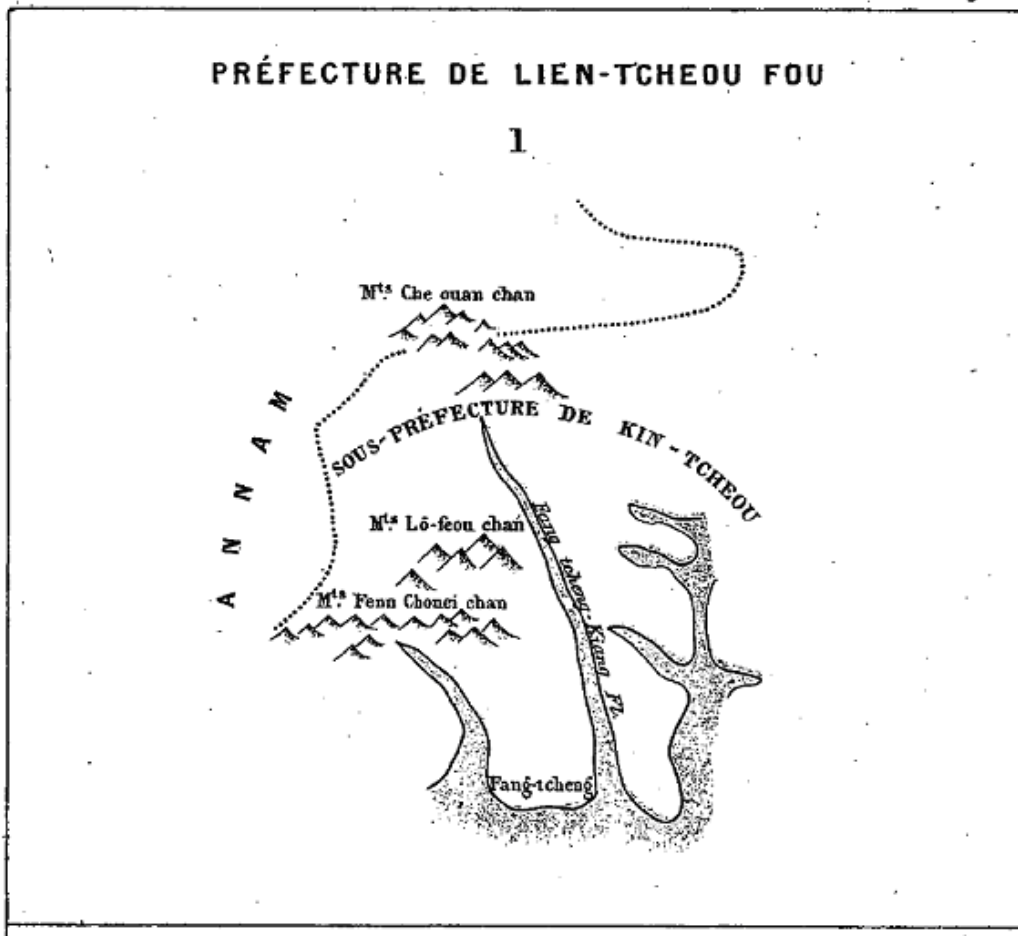 PRÉFECTURE DE LIEN-TCHEOU FOU
1
Mts. Che ouan chan
ANNAM
SOUS-PRÉFECTURE DE KIN-TCHEOU
Fang tcheng-Kiang Fl.
Mts Lô-feou chan
Mts. Fenn Chouei chan
Fang-tcheng